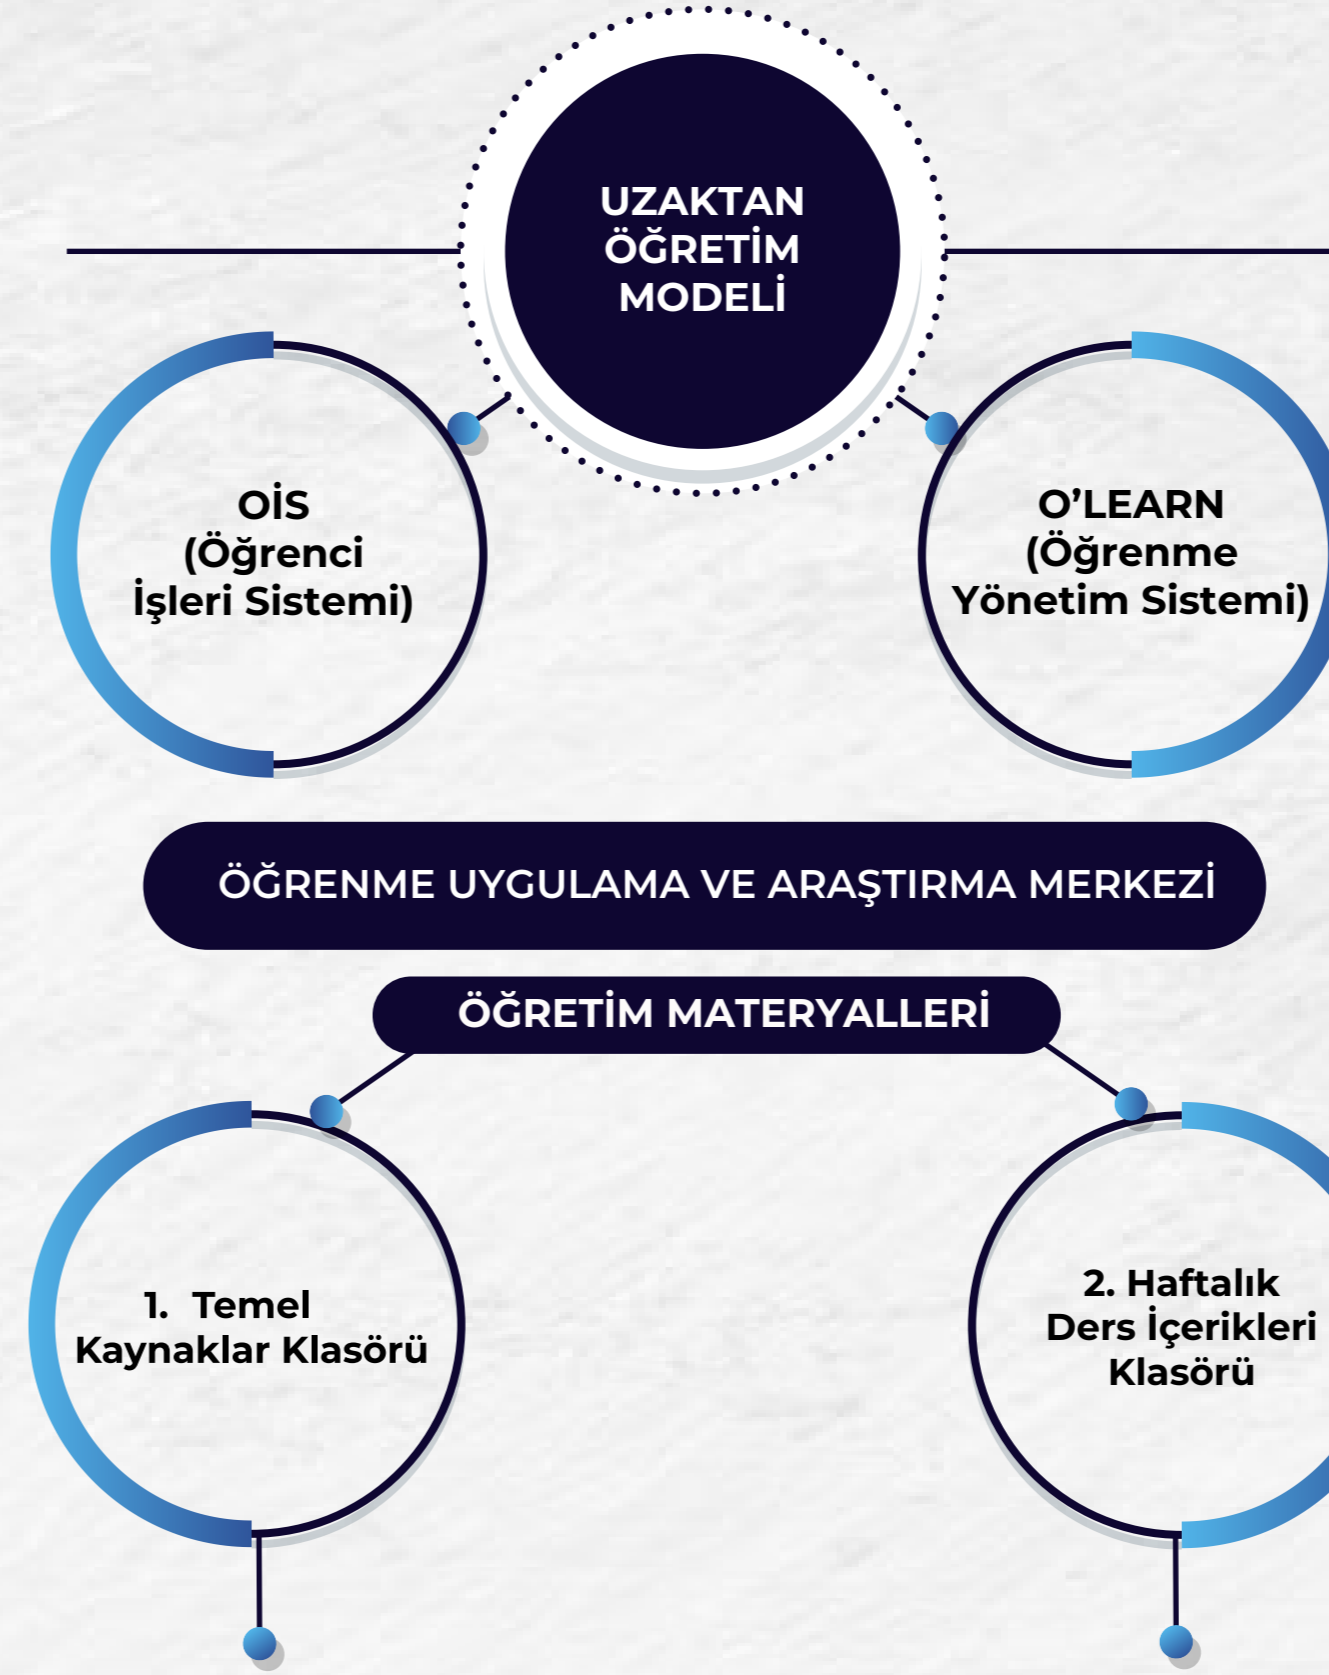 UZAKTAN
ÖĞRETİM
MODELİ
OİS
(Öğrenci
İşleri Sistemi)
O’LEARN
(Öğrenme
Yönetim Sistemi)
ÖĞRENME UYGULAMA VE ARAŞTIRMA MERKEZİ
ÖĞRETİM MATERYALLERİ
1. Temel
Kaynaklar Klasörü
2. Haftalık
Ders İçerikleri
Klasörü